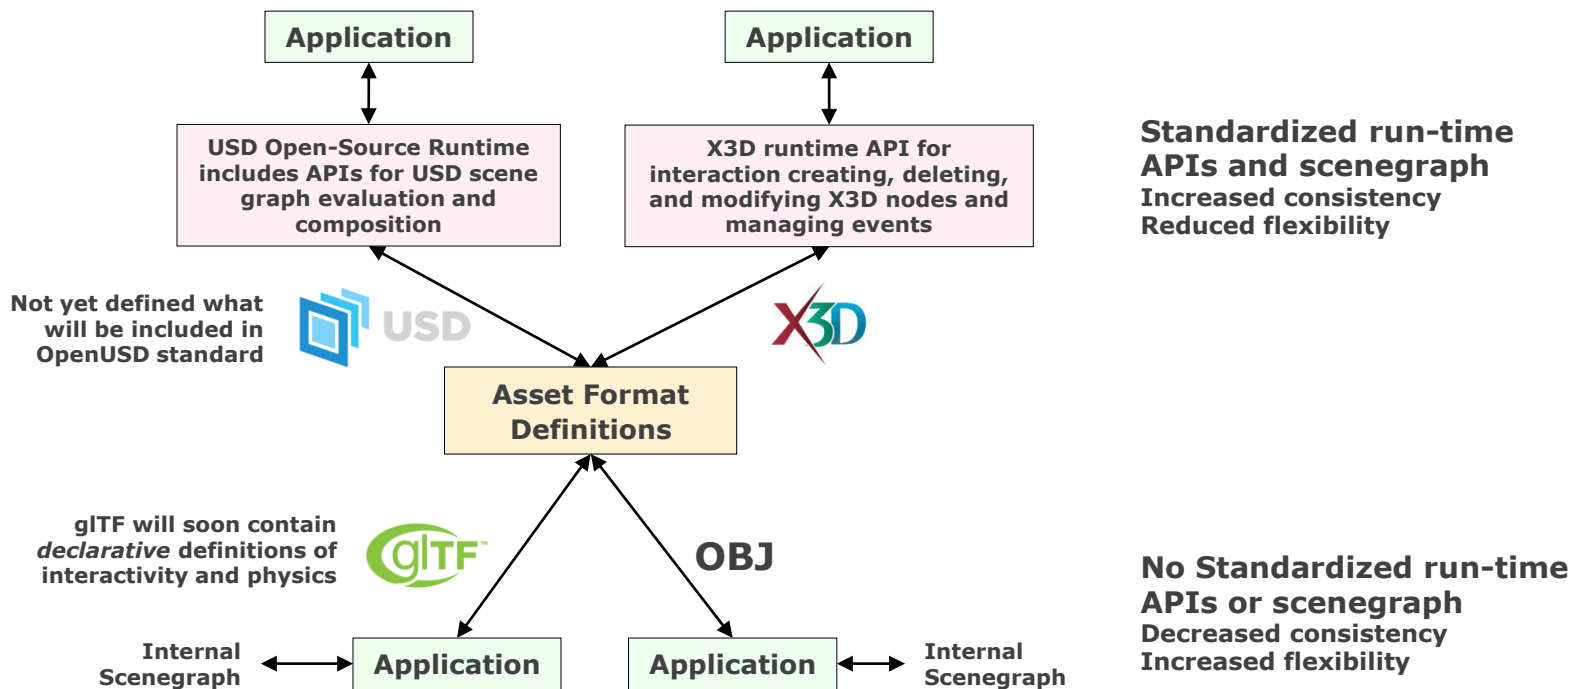 Application
Application
USD Open-Source Runtime
includes APIs for USD scene
graph evaluation and
composition
X3D runtime API for
interaction creating, deleting,
and modifying X3D nodes and
managing events
Standardized run-time
APIs and scenegraph
Increased consistency
Reduced flexibility
Not yet defined what
will be included in
OpenUSD standard
USD
X3D
Asset Format
Definitions
glTF will soon contain
declarative definitions of
interactivity and physics
glTF™
OBJ
No Standardized run-time
APIs or scenegraph
Decreased consistency
Increased flexibility
Internal
Scenegraph
Application
Application
Internal
Scenegraph